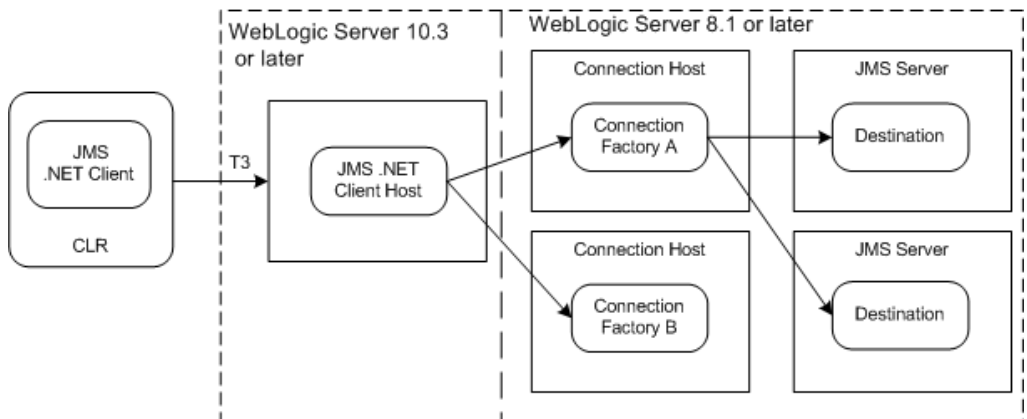 WebLogic Server 10.3
or later
WebLogic Server 8.1 or later
JMS
.NET Client
CLR
T3
JMS .NET
Client Host
Connection Host
Connection
Factory A
JMS Server
Destination
Connection Host
Connection
Factory B
JMS Server
Destination